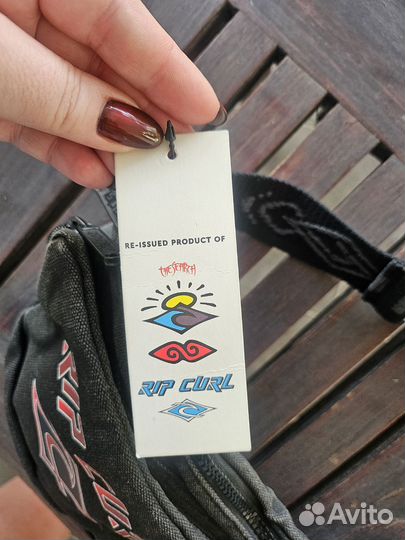 RE-ISSUED PRODUCT OF
THE SEARCH
RIP CURL
Avito